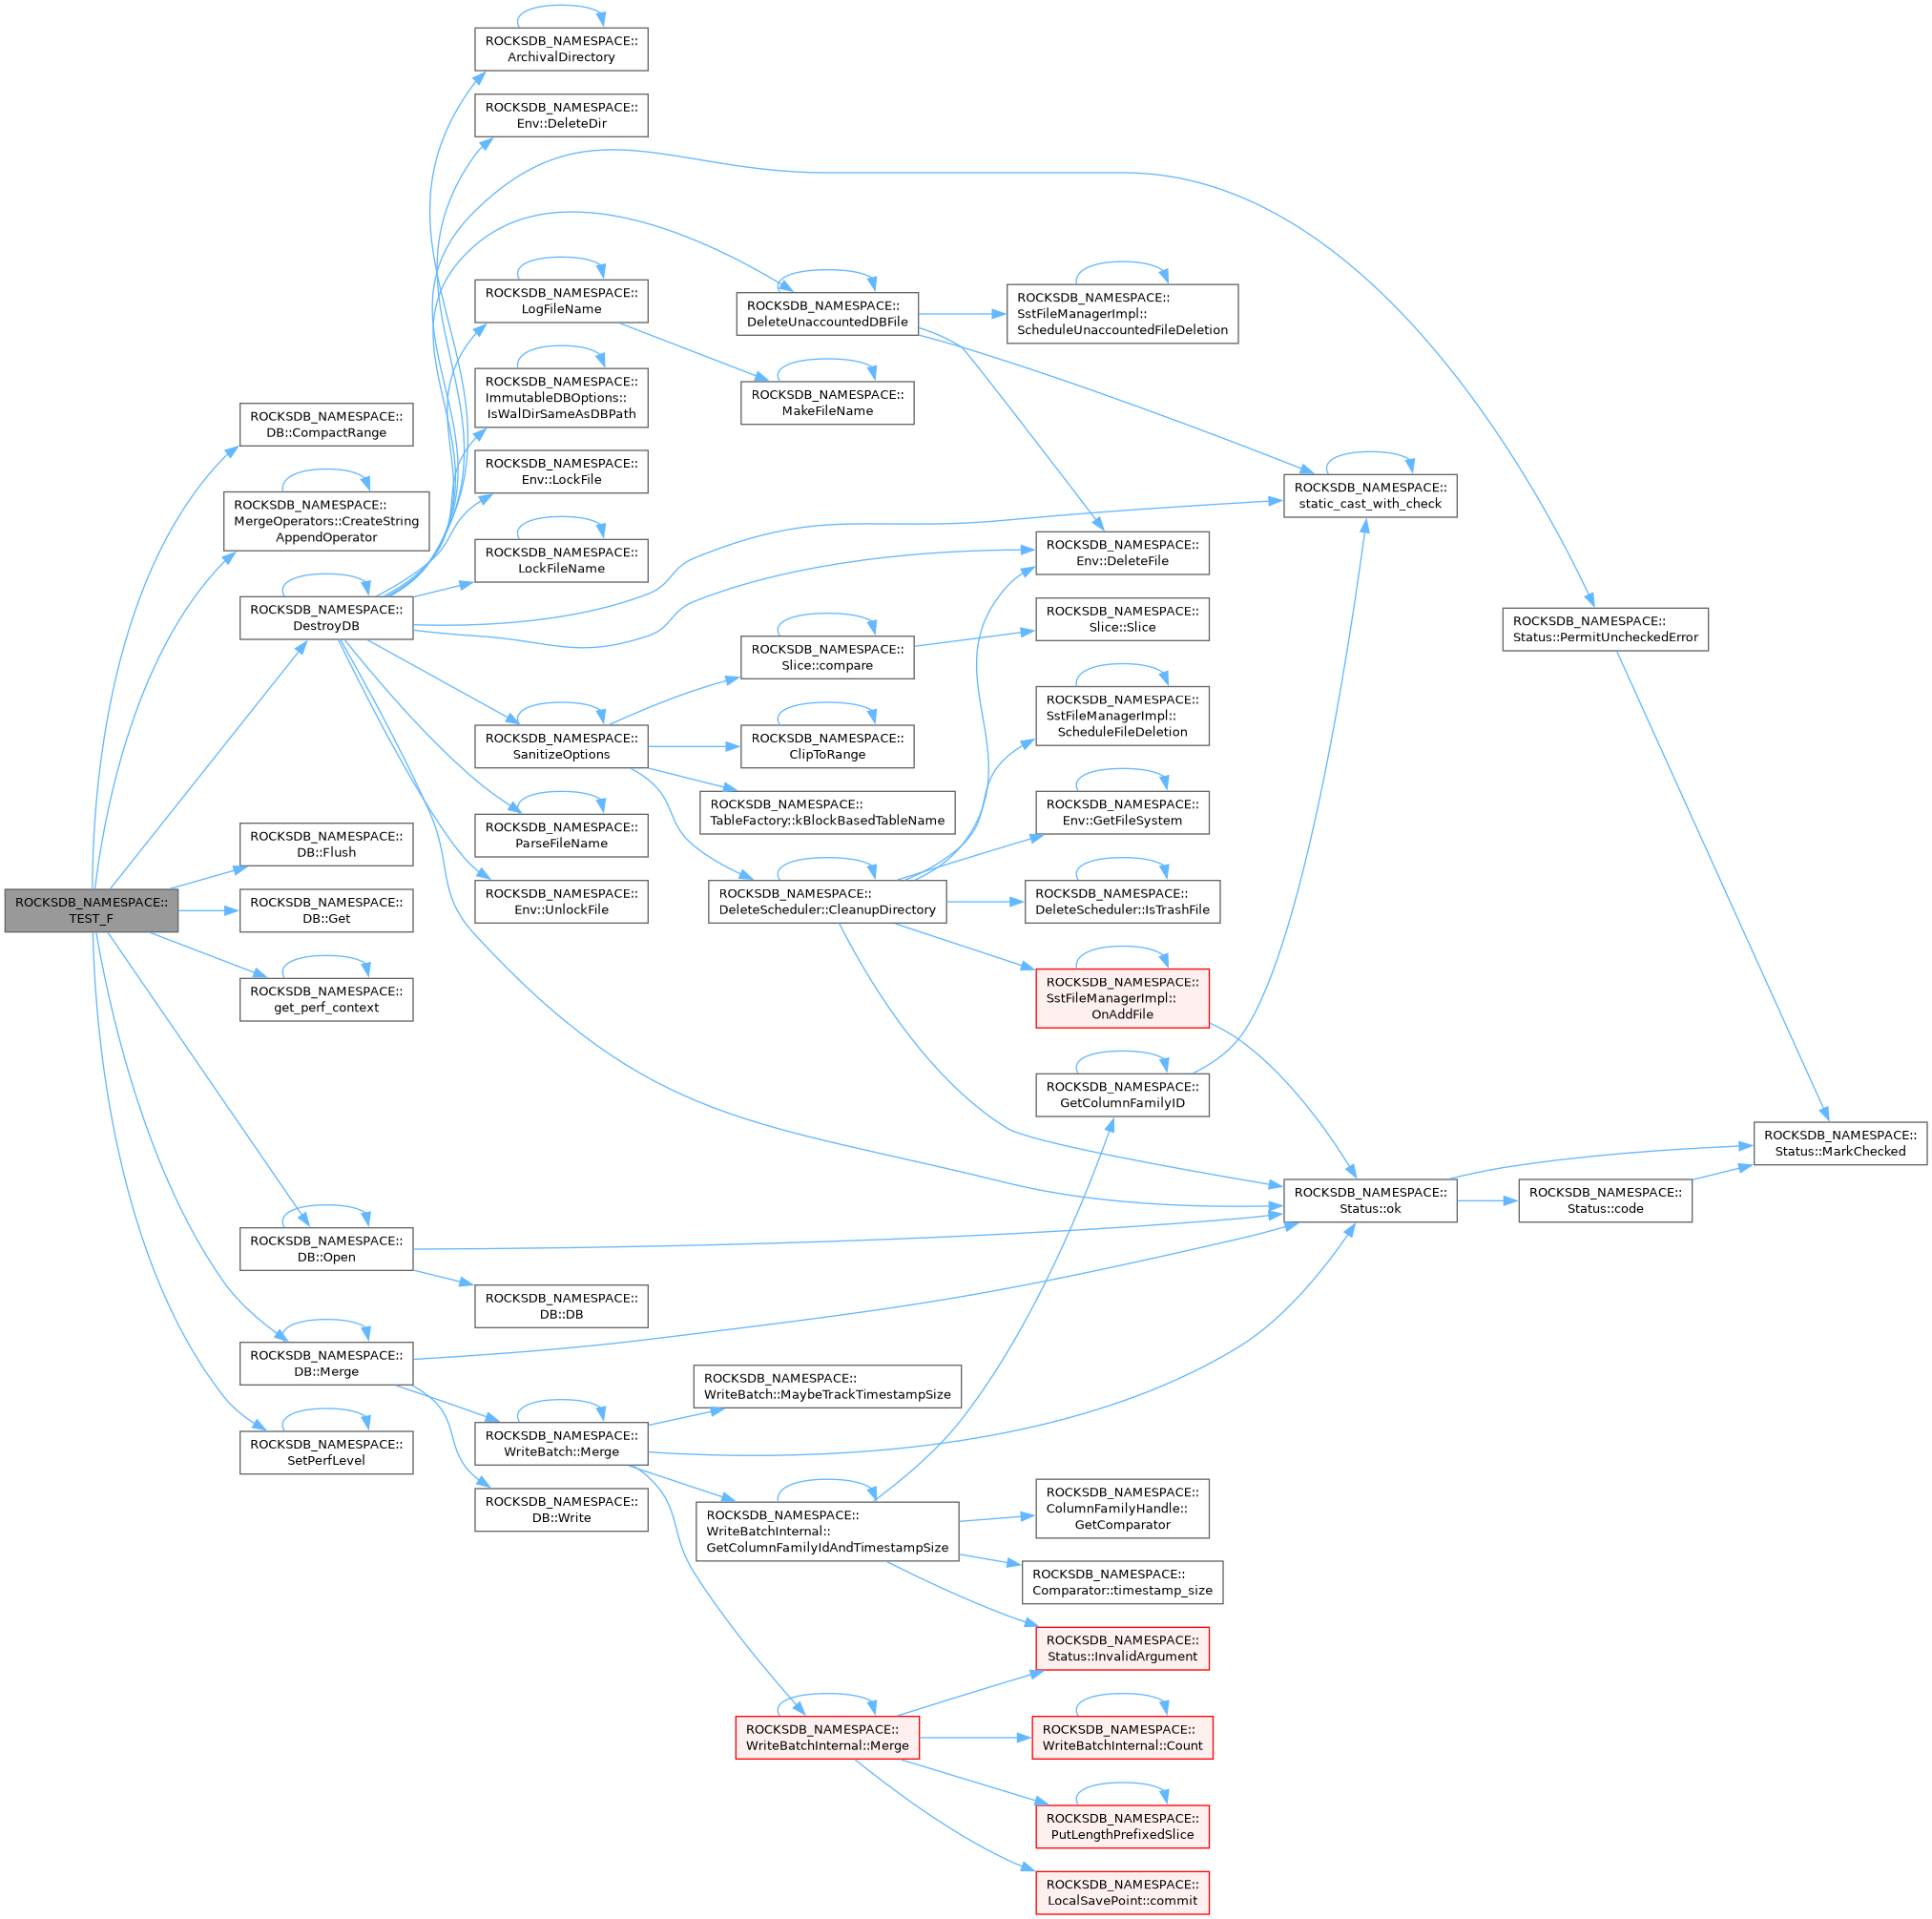 ROCKSDB_NAMESPACE::
TEST_F
ROCKSDB_NAMESPACE::
DB::CompactRange
ROCKSDB_NAMESPACE::
MergeOperators::CreateString
AppendOperator
ROCKSDB_NAMESPACE::
DestroyDB
ROCKSDB_NAMESPACE::
DB::Flush
ROCKSDB_NAMESPACE::
DB::Get
ROCKSDB_NAMESPACE::
get_perf_context
ROCKSDB_NAMESPACE::
DB::Open
ROCKSDB_NAMESPACE::
DB::Merge
ROCKSDB_NAMESPACE::
SetPerfLevel
ROCKSDB_NAMESPACE::
ArchivalDirectory
ROCKSDB_NAMESPACE::
Env::DeleteDir
ROCKSDB_NAMESPACE::
LogFileName
ROCKSDB_NAMESPACE::
ImmutableDBOptions::
IsWalDirSameAsDBPath
ROCKSDB_NAMESPACE::
Env::LockFile
ROCKSDB_NAMESPACE::
LockFileName
ROCKSDB_NAMESPACE::
SanitizeOptions
ROCKSDB_NAMESPACE::
ParseFileName
ROCKSDB_NAMESPACE::
Env::UnlockFile
ROCKSDB_NAMESPACE::
DB::DB
ROCKSDB_NAMESPACE::
WriteBatch::Merge
ROCKSDB_NAMESPACE::
DB::Write
ROCKSDB_NAMESPACE::
DeleteUnaccountedDBFile
ROCKSDB_NAMESPACE::
MakeFileName
ROCKSDB_NAMESPACE::
Slice::compare
ROCKSDB_NAMESPACE::
ClipToRange
ROCKSDB_NAMESPACE::
TableFactory::kBlockBasedTableName
ROCKSDB_NAMESPACE::
DeleteScheduler::CleanupDirectory
ROCKSDB_NAMESPACE::
WriteBatch::MaybeTrackTimestampSize
ROCKSDB_NAMESPACE::
WriteBatchInternal::
GetColumnFamilyIdAndTimestampSize
ROCKSDB_NAMESPACE::
WriteBatchInternal::Merge
ROCKSDB_NAMESPACE::
SstFileManagerImpl::
ScheduleUnaccountedFileDeletion
ROCKSDB_NAMESPACE::
Env::DeleteFile
ROCKSDB_NAMESPACE::
Slice::Slice
ROCKSDB_NAMESPACE::
SstFileManagerImpl::
ScheduleFileDeletion
ROCKSDB_NAMESPACE::
Env::GetFileSystem
ROCKSDB_NAMESPACE::
DeleteScheduler::IsTrashFile
ROCKSDB_NAMESPACE::
SstFileManagerImpl::
OnAddFile
ROCKSDB_NAMESPACE::
GetColumnFamilyID
ROCKSDB_NAMESPACE::
ColumnFamilyHandle::
GetComparator
ROCKSDB_NAMESPACE::
Comparator::timestamp_size
ROCKSDB_NAMESPACE::
Status::InvalidArgument
ROCKSDB_NAMESPACE::
WriteBatchInternal::Count
ROCKSDB_NAMESPACE::
PutLengthPrefixedSlice
ROCKSDB_NAMESPACE::
LocalSavePoint::commit
ROCKSDB_NAMESPACE::
static_cast_with_check
ROCKSDB_NAMESPACE::
Status::ok
ROCKSDB_NAMESPACE::
Status::PermitUncheckedError
ROCKSDB_NAMESPACE::
Status::code
ROCKSDB_NAMESPACE::
Status::MarkChecked